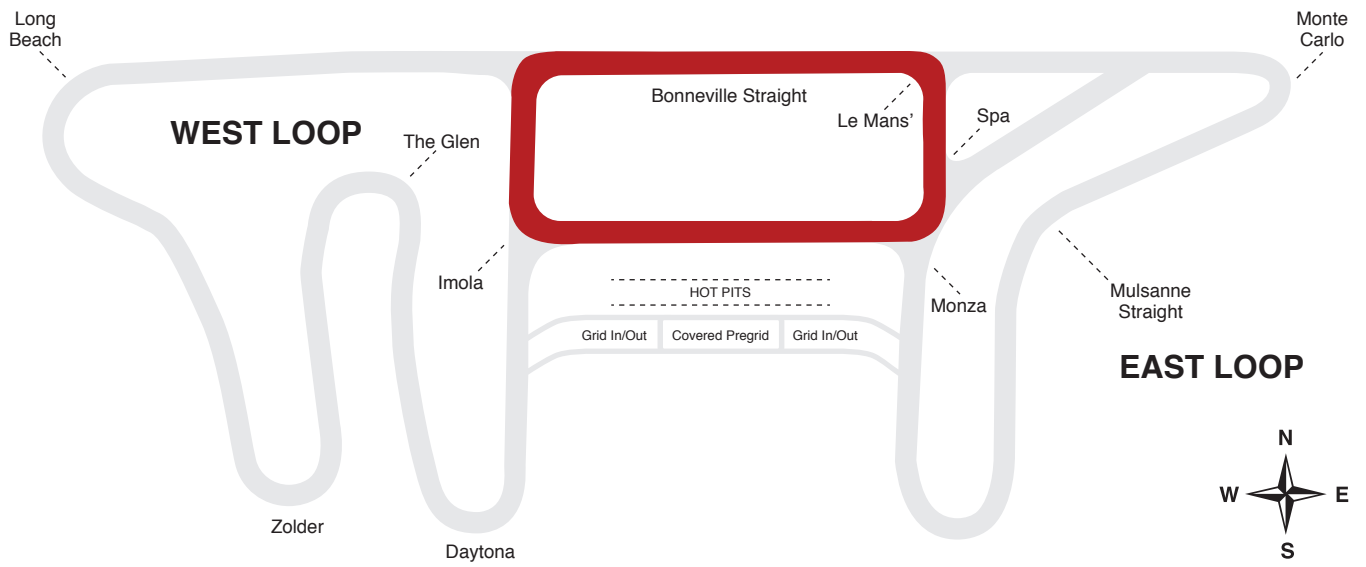 Long
Beach
Monte
Carlo
Bonneville Straight
Le Mans’
Spa
WEST LOOP
The Glen
Imola
HOT PITS
Monza
Mulsanne
Straight
Grid In/Out
Covered Pregrid
Grid In/Out
EAST LOOP
N
W
E
S
Zolder
Daytona